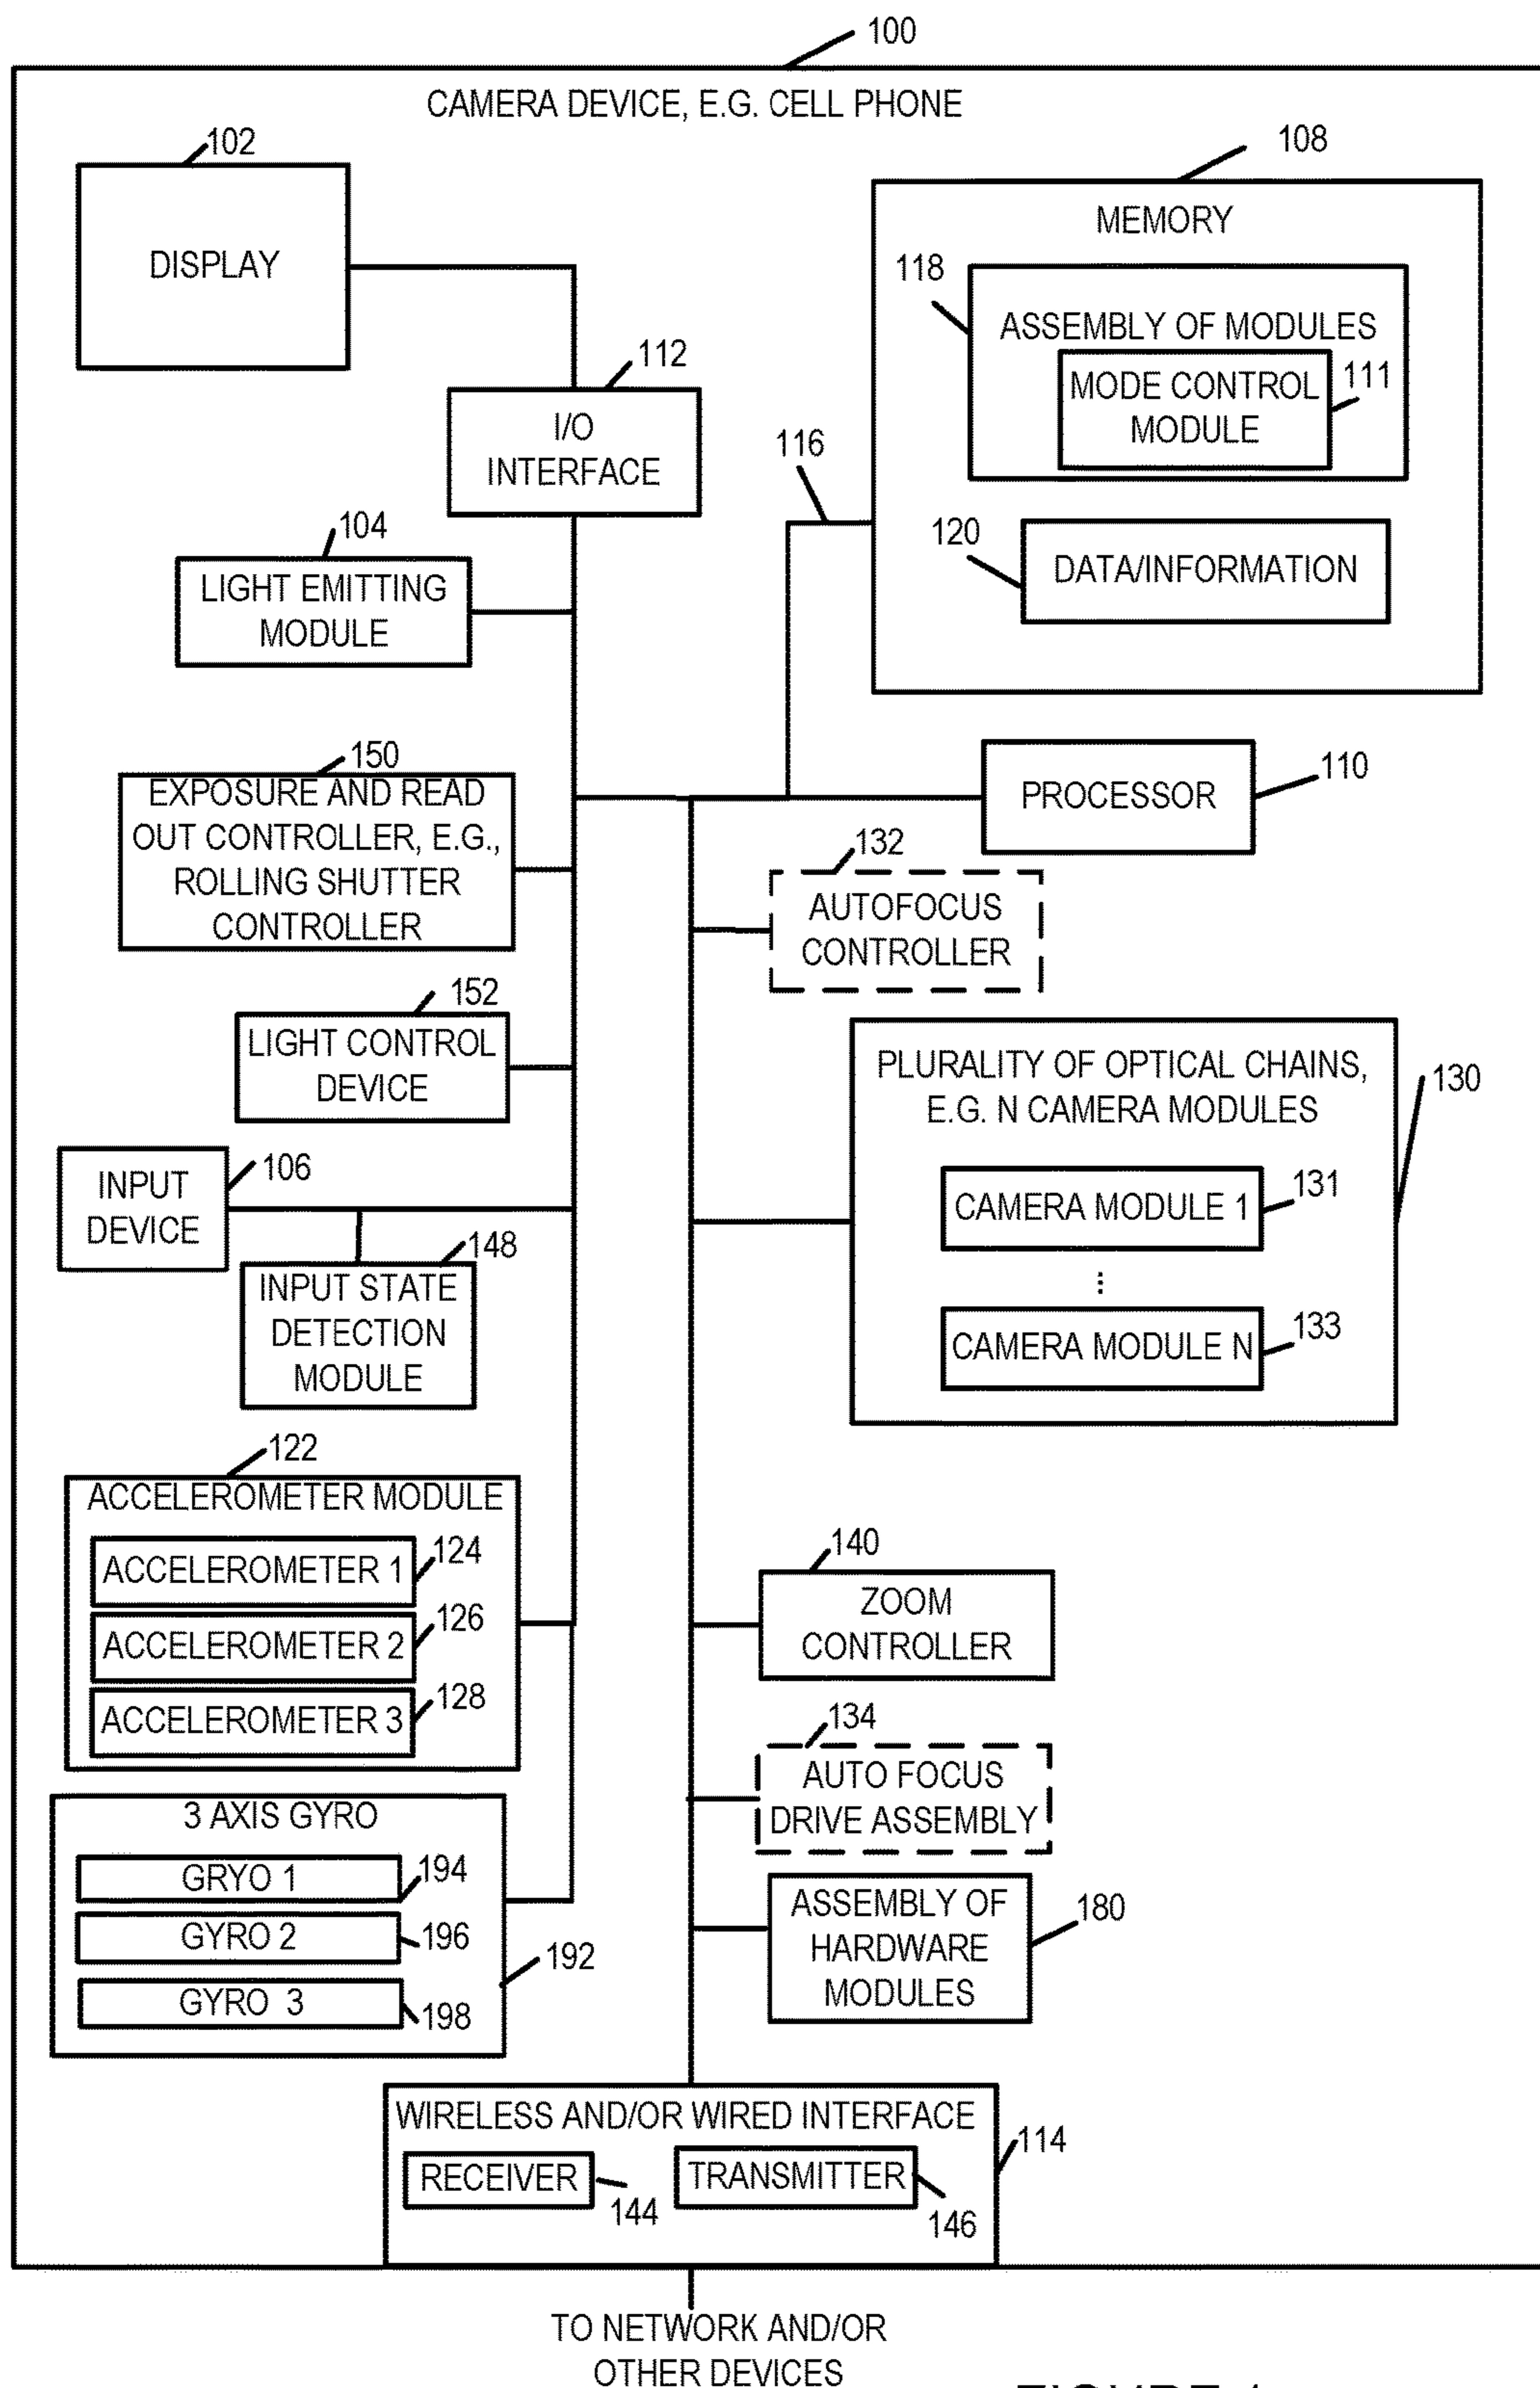 100
CAMERA DEVICE, E.G. CELL PHONE
102
DISPLAY
108
MEMORY
118
ASSEMBLY OF MODULES
MODE CONTROL
MODULE
111
120
DATA/INFORMATION
112
I/O
INTERFACE
116
104
LIGHT EMITTING
MODULE
150
EXPOSURE AND READ
OUT CONTROLLER, E.G.,
ROLLING SHUTTER
CONTROLLER
PROCESSOR
110
132
AUTOFOCUS
CONTROLLER
152
LIGHT CONTROL
DEVICE
PLURALITY OF OPTICAL CHAINS,
E.G. N CAMERA MODULES
130
CAMERA MODULE 1
131
...
CAMERA MODULE N
133
INPUT
DEVICE
106
148
INPUT STATE
DETECTION
MODULE
122
ACCELEROMETER MODULE
ACCELEROMETER 1
124
ACCELEROMETER 2
126
ACCELEROMETER 3
128
140
ZOOM
CONTROLLER
134
AUTO FOCUS
DRIVE ASSEMBLY
3 AXIS GYRO
GRYO 1
194
GYRO 2
196
GYRO 3
198
192
ASSEMBLY OF
HARDWARE
MODULES
180
WIRELESS AND/OR WIRED INTERFACE
114
RECEIVER
144
TRANSMITTER
146
TO NETWORK AND/OR
OTHER DEVICES